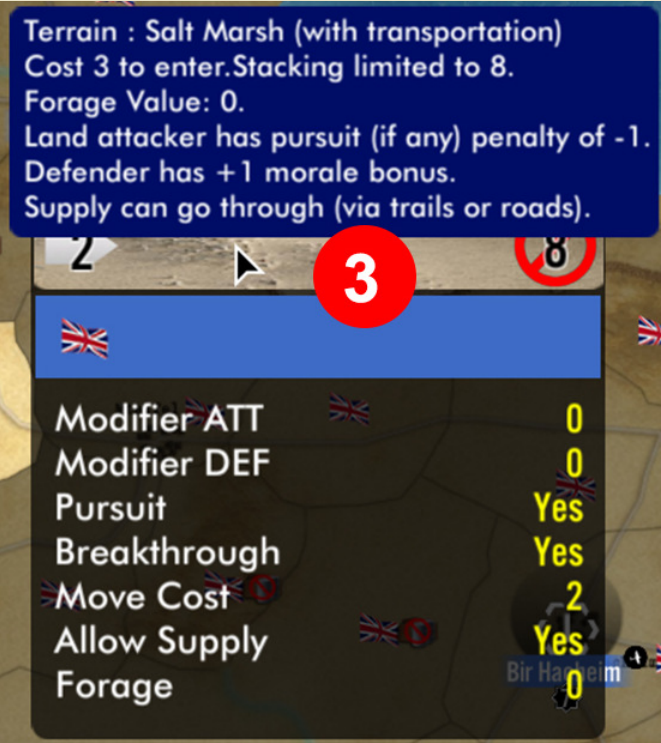 Terrain : Salt Marsh (with transportation)
Cost 3 to enter.Stacking limited to 8.
Forage Value: 0.
Land attacker has pursuit (if any) penalty of -1.
Defender has +1 morale bonus.
Supply can go through (via trails or roads).
2 8
3
Modifier ATT 0
Modifier DEF 0
Pursuit Yes
Breakthrough Yes
Move Cost 2
Allow Supply Yes
Forage 0
Bir Hacheim